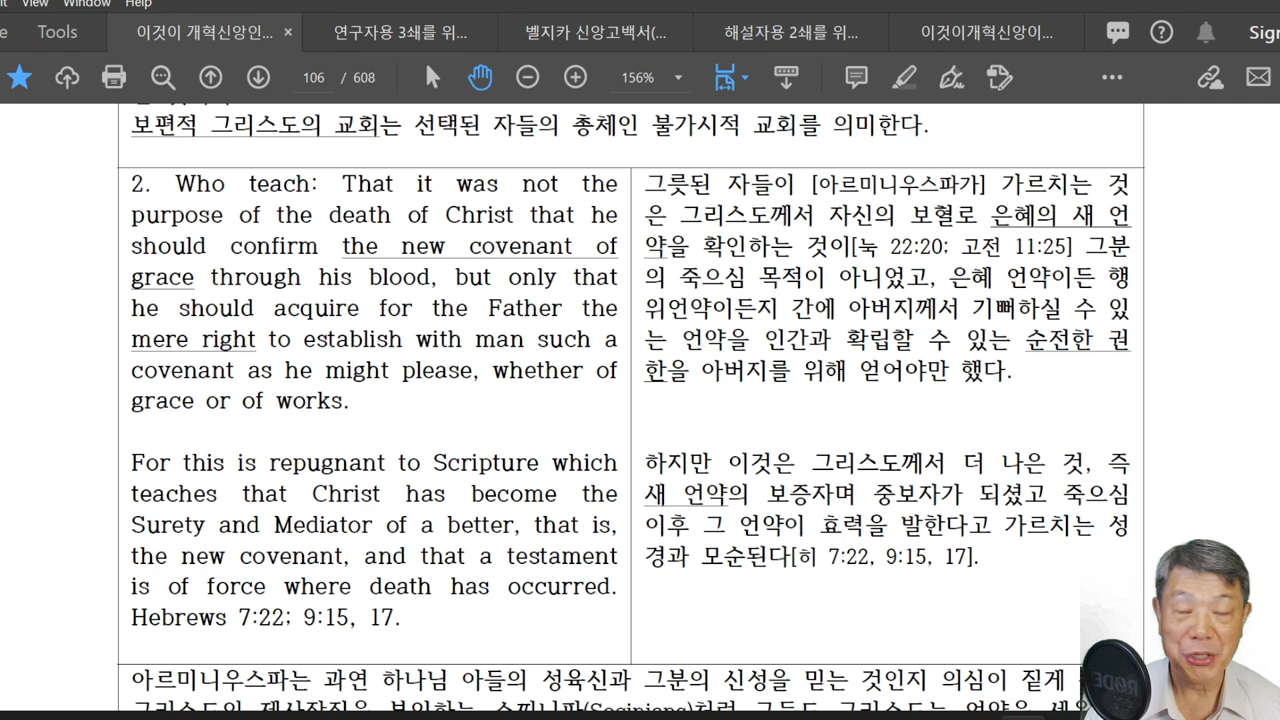 View Window Help
Tools 이것이 개혁신앙인... × 연구자용 3쇄를 위... 벨지카 신앙고백서(... 해설자용 2쇄를 위... 이것이개혁신앙이...
106 / 608 156%
보편적 그리스도의 교회는 선택된 자들의 총체인 불가시적 교회를 의미한다.
2. Who teach: That it was not the
purpose of the death of Christ that he
should confirm the new covenant of
grace through his blood, but only that
he should acquire for the Father the
mere right to establish with man such a
covenant as he might please, whether of
grace or of works.
For this is repugnant to Scripture which
teaches that Christ has become the
Surety and Mediator of a better, that is,
the new covenant, and that a testament
is of force where death has occurred.
Hebrews 7:22; 9:15, 17.
그릇된 자들이 [아르미니우스파가] 가르치는 것
은 그리스도께서 자신의 보혈로 은혜의 새 언
약을 확인하는 것이[눅 22:20; 고전 11:25] 그분
의 죽으심 목적이 아니었고, 은혜 언약이든 행
위언약이든지 간에 아버지께서 기뻐하실 수 있
는 언약을 인간과 확립할 수 있는 순전한 권
한을 아버지를 위해 얻어야만 했다.
하지만 이것은 그리스도께서 더 나은 것, 즉
새 언약의 보증자며 중보자가 되셨고 죽으심
이후 그 언약이 효력을 발한다고 가르치는 성
경과 모순된다[히 7:22, 9:15, 17].
아르미니우스파는 과연 하나님 아들의 성육신과 그분의 신성을 믿는 것인지 의심이 짙게
RODE